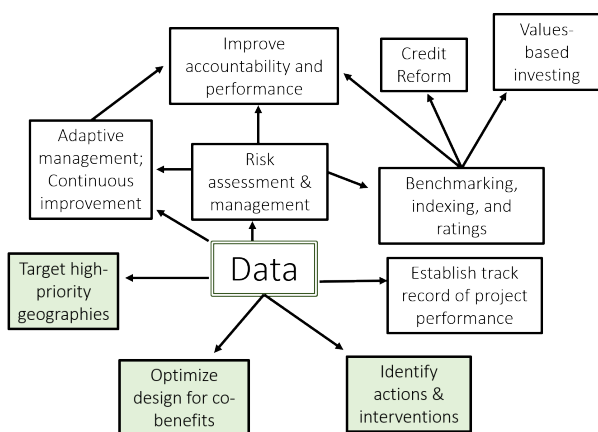 Improve
accountability and
performance
Credit
Reform
Values-
based
investing
Adaptive
management;
Continuous
improvement
Risk
assessment &
management
Benchmarking,
indexing, and
ratings
Target high-
priority
geographies
Data
Establish track
record of project
performance
Optimize
design for co-
benefits
Identify
actions &
interventions